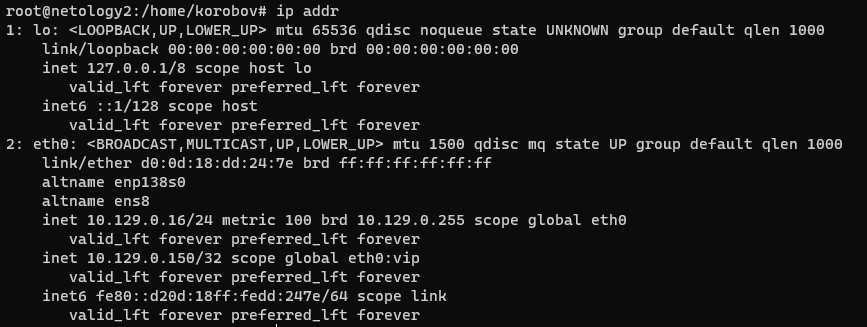 root@netology2:/home/korobov# ip addr
1: lo: <LOOPBACK,UP,LOWER_UP> mtu 65536 qdisc noqueue state UNKNOWN group default qlen 1000
    link/loopback 00:00:00:00:00:00 brd 00:00:00:00:00:00
    inet 127.0.0.1/8 scope host lo
       valid_lft forever preferred_lft forever
    inet6 ::1/128 scope host
       valid_lft forever preferred_lft forever
2: eth0: <BROADCAST,MULTICAST,UP,LOWER_UP> mtu 1500 qdisc mq state UP group default qlen 1000
    link/ether d0:0d:18:dd:24:7e brd ff:ff:ff:ff:ff:ff
    altname enp138s0
    altname ens8
    inet 10.129.0.16/24 metric 100 brd 10.129.0.255 scope global eth0
       valid_lft forever preferred_lft forever
    inet 10.129.0.150/32 scope global eth0:vip
       valid_lft forever preferred_lft forever
    inet6 fe80::d20d:18ff:fedd:247e/64 scope link
       valid_lft forever preferred_lft forever